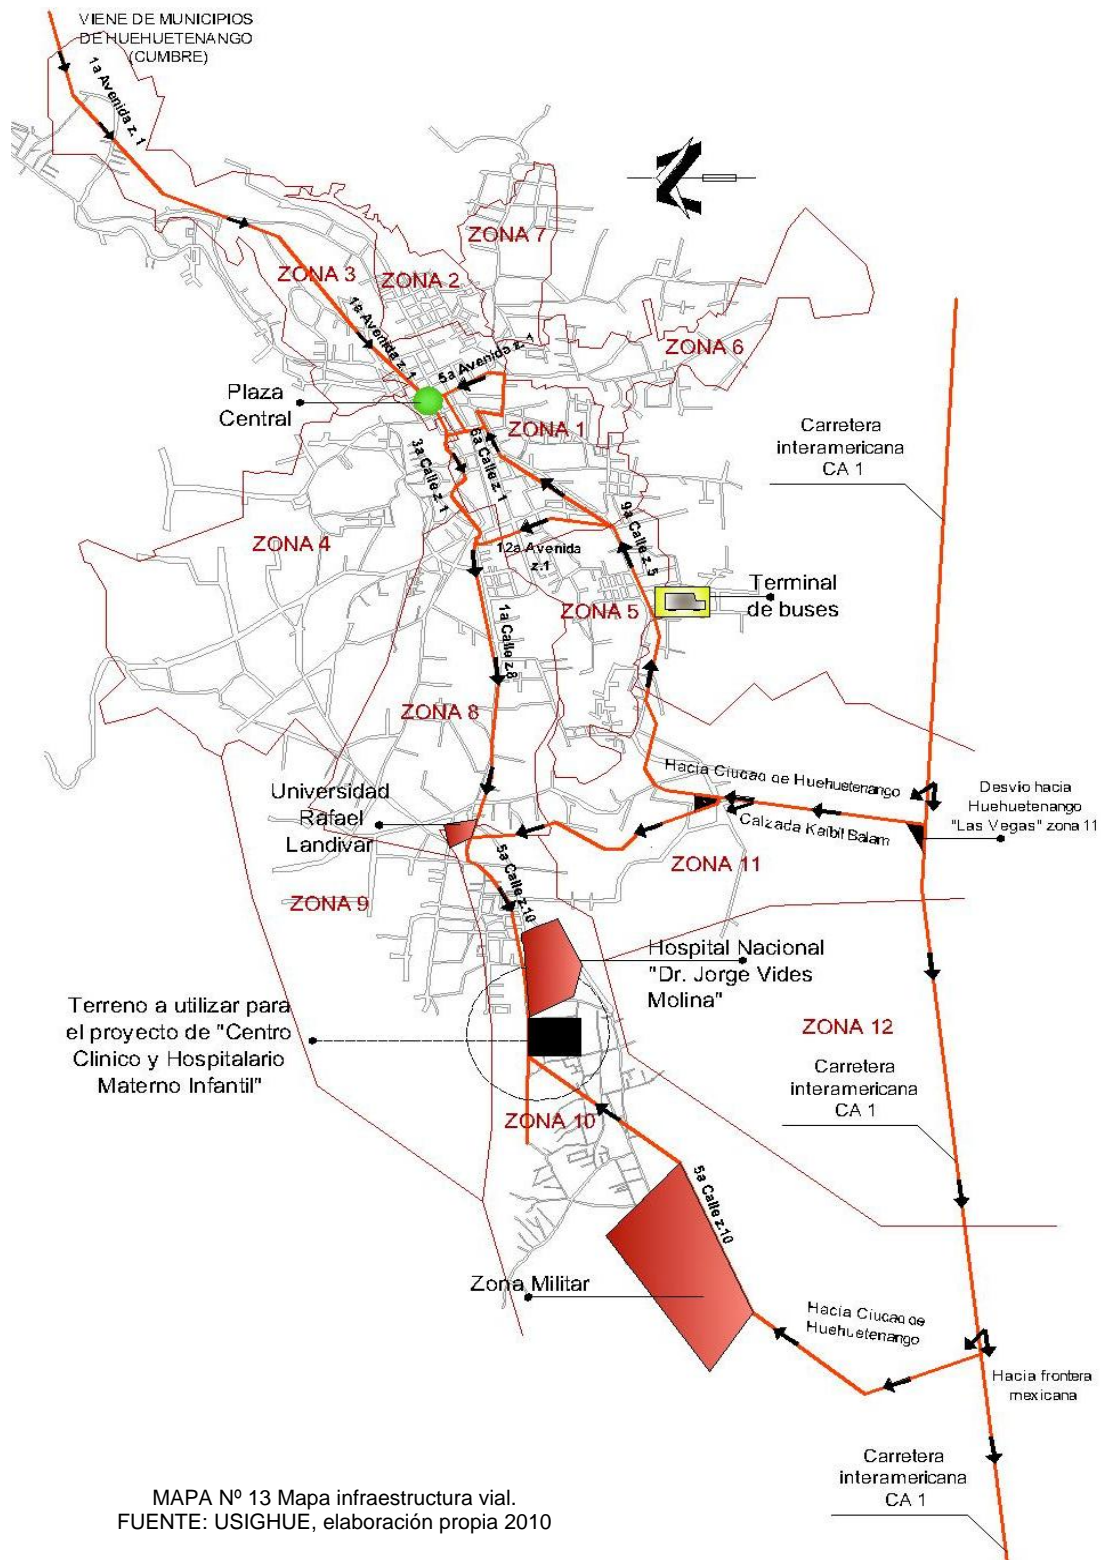 VIENE DE MUNICIPIOS
DE HUEHUETENANGO
(CUMBRE)
1a Avenida z. 1
ZONA 7
ZONA 3
ZONA 2
1a Avenida z. 1
ZONA 6
5a Avenida z. 1
Plaza
Central
ZONA 1
Carretera
interamericana
CA 1
3a Calle z. 1
6a Calle z. 1
9a Calle z. 5
ZONA 4
12a Avenida
z.1
Terminal
de buses
ZONA 5
1a Calle z.8
ZONA 8
Hacia Ciudad de Huehuetenango
Desvio hacia
Huehuetenango
"Las Vegas" zona 11
Universidad
Rafael
Landivar
Calzada Kaibil Balam
ZONA 11
5a Calle z.10
ZONA 9
Hospital Nacional
"Dr. Jorge Vides
Molina"
Terreno a utilizar para
el proyecto de "Centro
Clinico y Hospitalario
Materno Infantil"
ZONA 12
Carretera
interamericana
CA 1
ZONA 10
5a Calle z.10
Zona Militar
Hacia Ciudad de
Huehuetenango
Hacia frontera
mexicana
Carretera
interamericana
CA 1
MAPA Nº 13 Mapa infraestructura vial.
FUENTE: USIGHUE, elaboración propia 2010